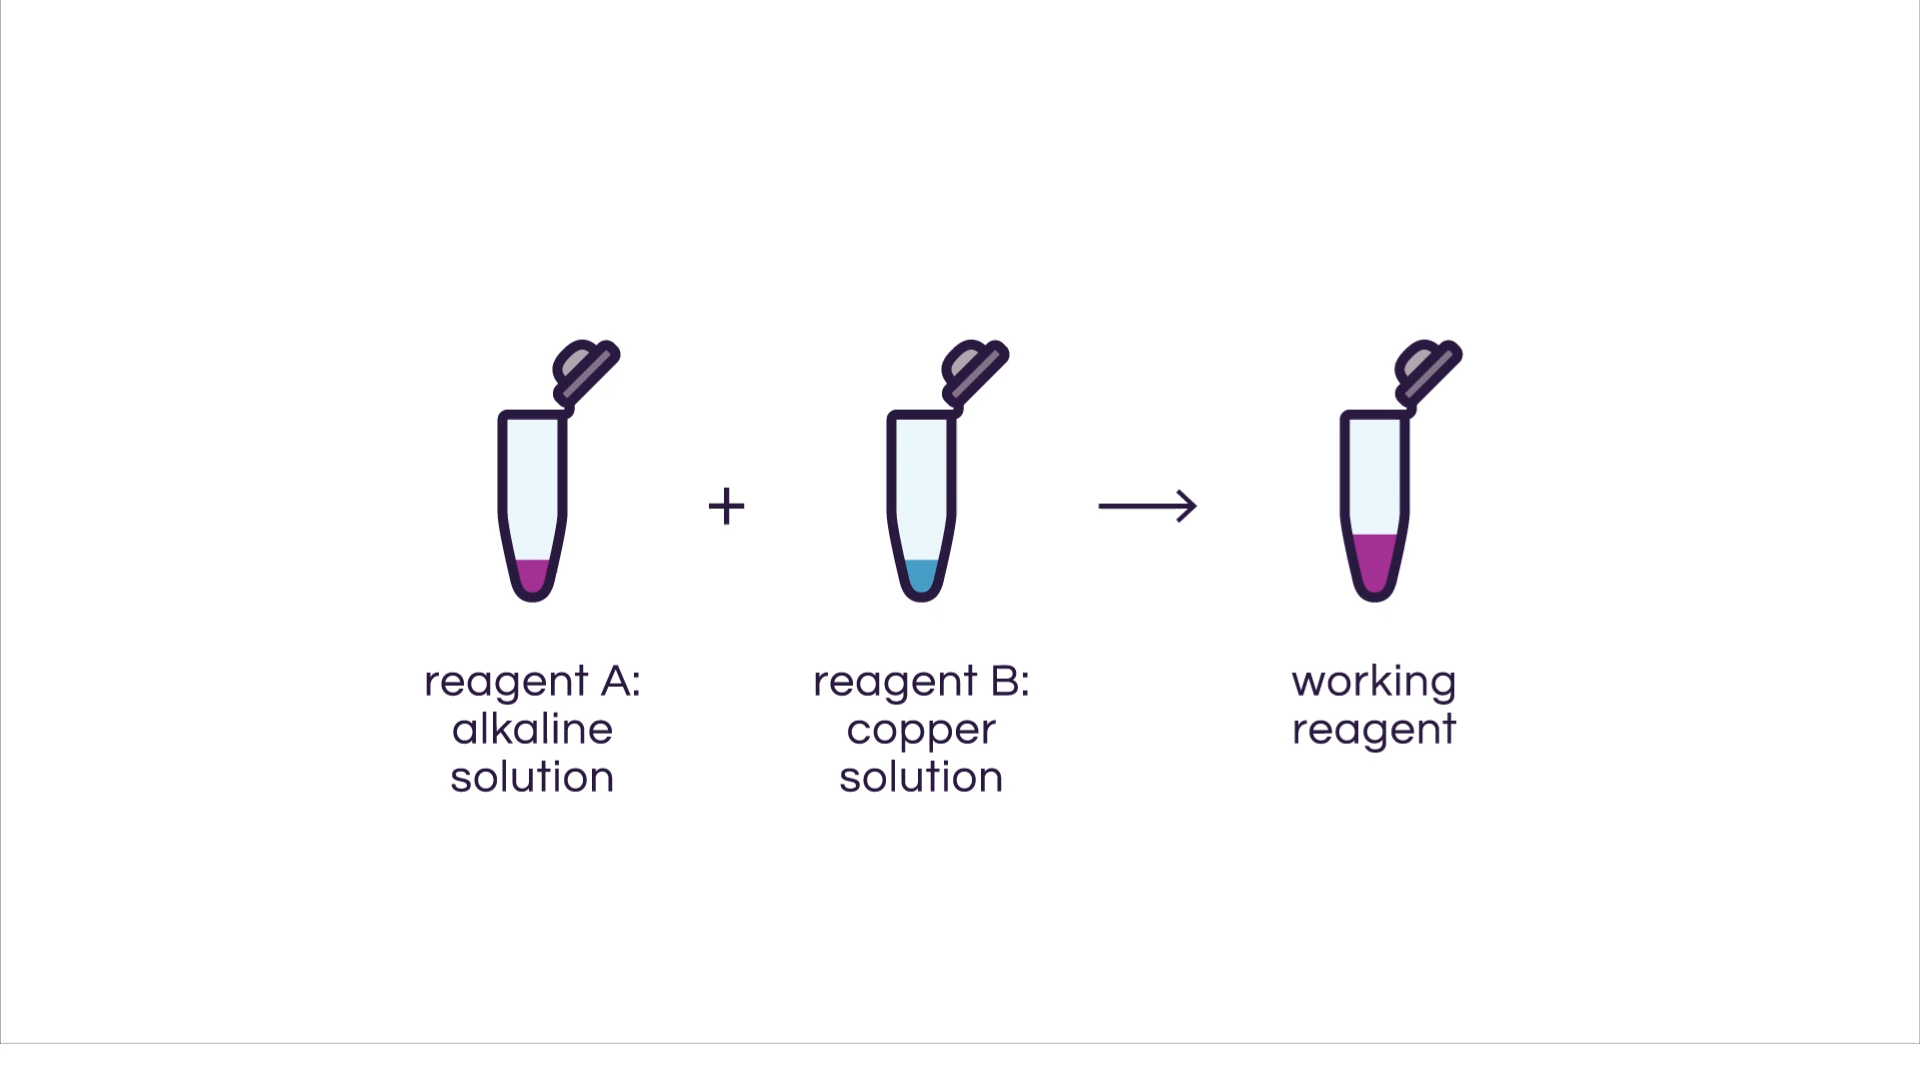 +
reagent A:
alkaline
solution
reagent B:
copper
solution
working
reagent